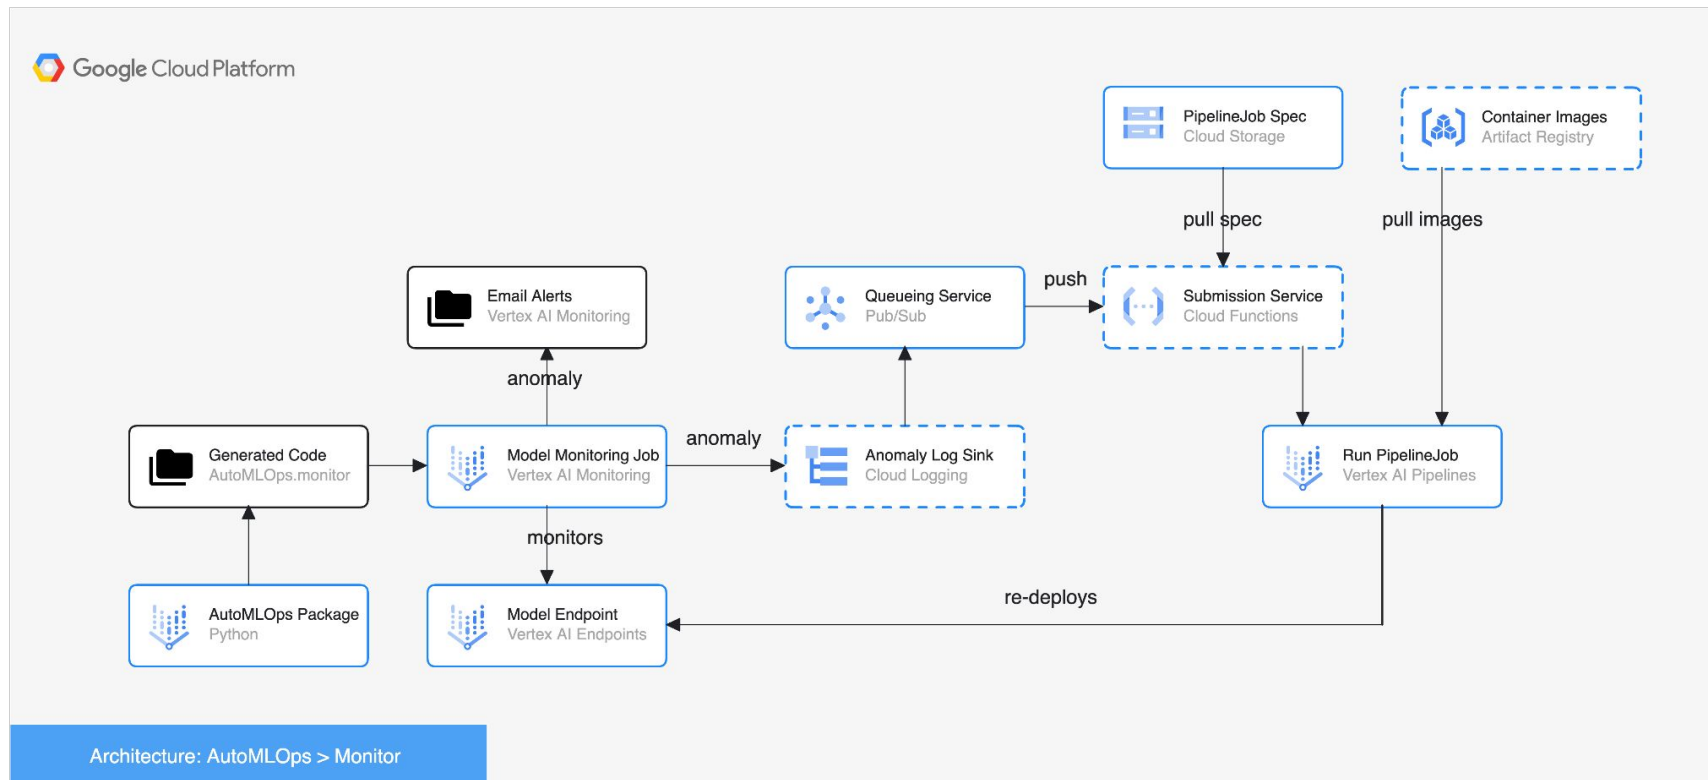 Google Cloud Platform
PipelineJob Spec
Cloud Storage
Container Images
Artifact Registry
pull spec
pull images
Email Alerts
Vertex AI Monitoring
Queueing Service
Pub/Sub
push
Submission Service
Cloud Functions
anomaly
Generated Code
AutoMLOps.monitor
Model Monitoring Job
Vertex AI Monitoring
anomaly
Anomaly Log Sink
Cloud Logging
Run PipelineJob
Vertex AI Pipelines
monitors
AutoMLOps Package
Python
Model Endpoint
Vertex AI Endpoints
re-deploys
Architecture: AutoMLOps > Monitor